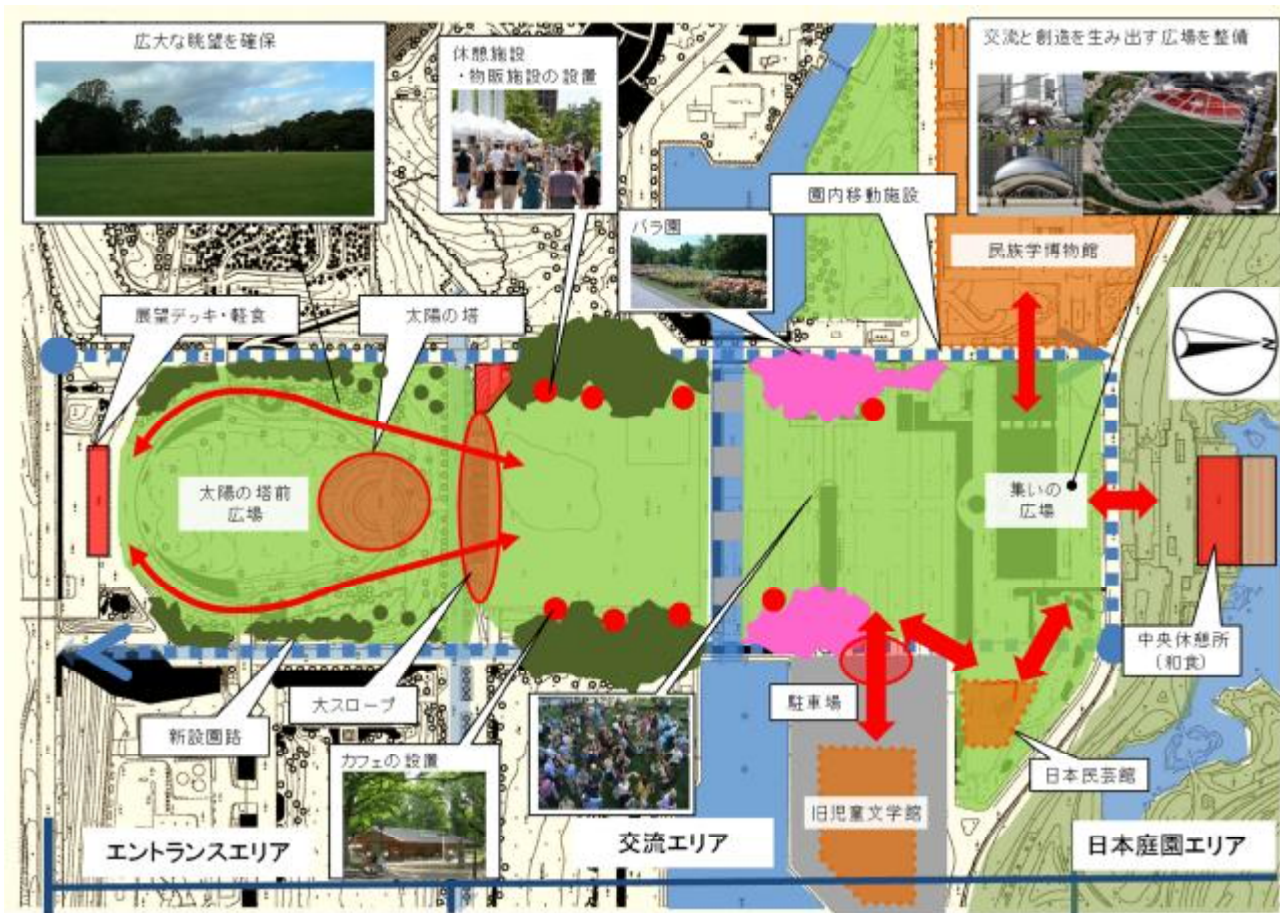 広大な眺望を確保
休憩施設
・物販施設の設置
交流と創造を生み出す広場を整備
バラ園
園内移動施設
民族学博物館
展望デッキ・軽食
太陽の塔
N
太陽の塔前
広場
集いの
広場
中央休憩所
(和食)
大スロープ
駐車場
新設園路
カフェの設置
日本民芸館
旧児童文学館
エントランスエリア
交流エリア
日本庭園エリア